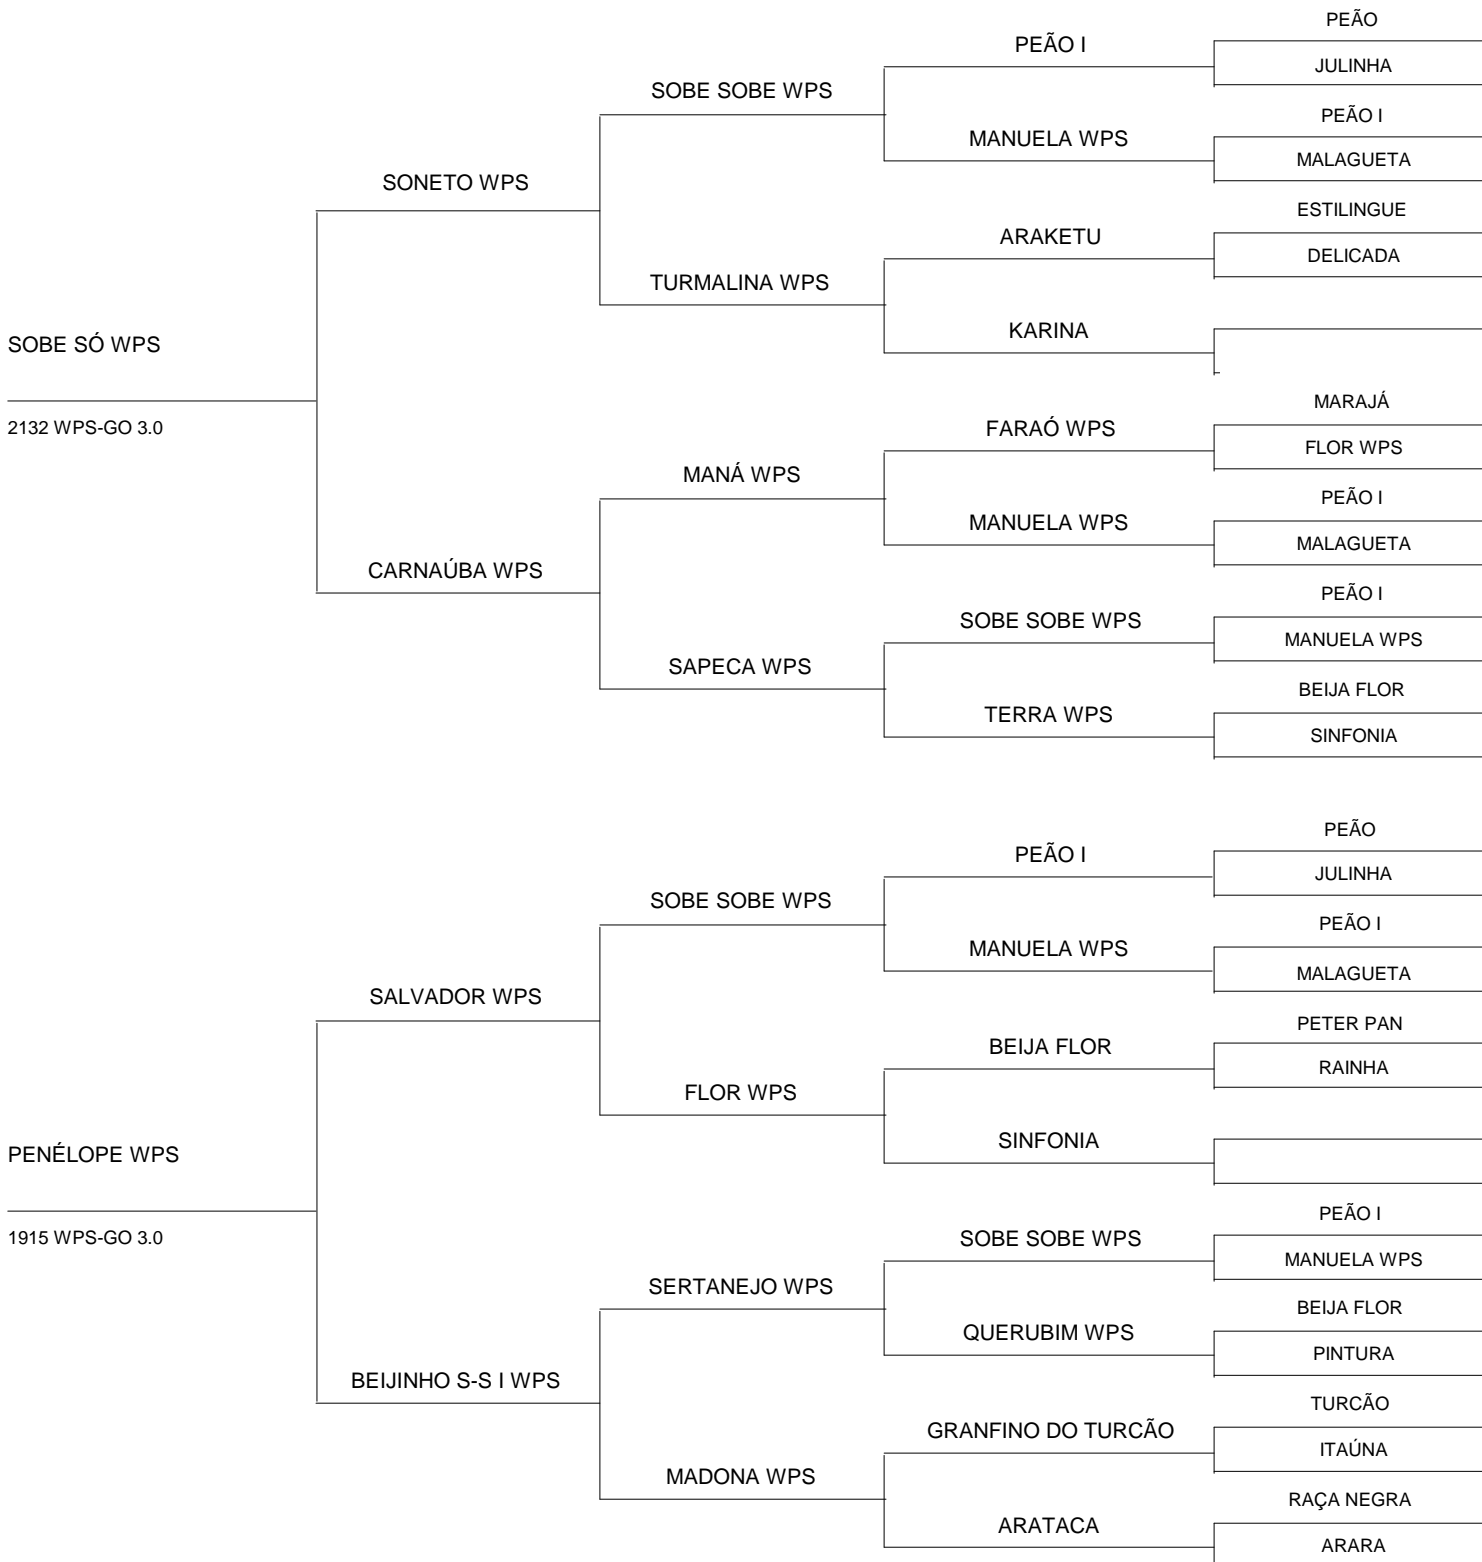 PEÃO
PEÃO I
JULINHA
SOBE SOBE WPS
PEÃO I
MANUELA WPS
MALAGUETA
SONETO WPS
ESTILINGUE
ARAKETU
DELICADA
TURMALINA WPS
KARINA
SOBE SÓ WPS
MARAJÁ
2132 WPS-GO 3.0
FARAÓ WPS
FLOR WPS
MANÁ WPS
PEÃO I
MANUELA WPS
MALAGUETA
CARNAÚBA WPS
PEÃO I
SOBE SOBE WPS
MANUELA WPS
SAPECA WPS
BEIJA FLOR
TERRA WPS
SINFONIA
PEÃO
PEÃO I
JULINHA
SOBE SOBE WPS
PEÃO I
MANUELA WPS
MALAGUETA
SALVADOR WPS
PETER PAN
BEIJA FLOR
RAINHA
FLOR WPS
SINFONIA
PENÉLOPE WPS
PEÃO I
1915 WPS-GO 3.0
SOBE SOBE WPS
MANUELA WPS
SERTANEJO WPS
BEIJA FLOR
QUERUBIM WPS
PINTURA
BEIJINHO S-S I WPS
TURCÃO
GRANFINO DO TURCÃO
ITAÚNA
MADONA WPS
RAÇA NEGRA
ARATACA
ARARA